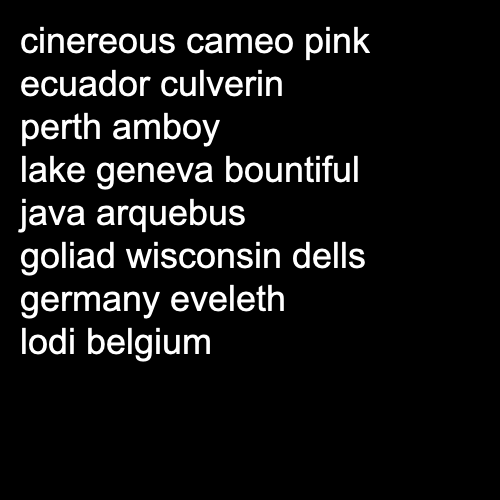 cinereous cameo pink
ecuador culverin
perth amboy
lake geneva bountiful
java arquebus
goliad wisconsin dells
germany eveleth
lodi belgium